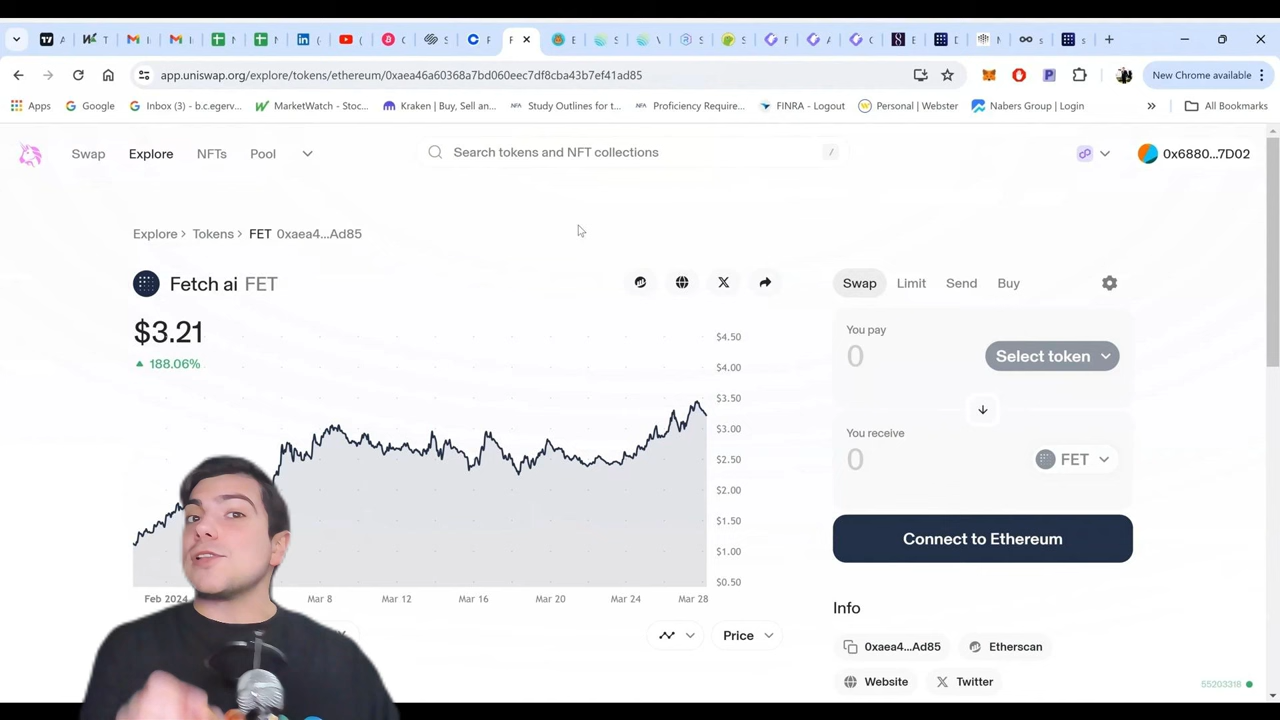 New Chrome available
app.uniswap.org/explore/tokens/ethereum/0xaea46a60368a7bd060eec7df8cba43b7ef41ad85
Apps
Google
Inbox (3) - b.c.egerv...
MarketWatch - Stoc...
Kraken | Buy, Sell an...
Study Outlines for t...
Proficiency Require...
FINRA - Logout
Personal | Webster
Nabers Group | Login
All Bookmarks
Swap
Explore
NFTs
Pool
Search tokens and NFT collections
/
0x6880...7D02
Explore > Tokens > FET 0xaea4...Ad85
Fetch ai FET
$3.21
188.06%
$4.50
$4.00
$3.50
$3.00
$2.50
$2.00
$1.50
$1.00
$0.50
Feb 2024
Mar 8
Mar 12
Mar 16
Mar 20
Mar 24
Mar 28
Price
Swap
Limit
Send
Buy
You pay
0
Select token
You receive
0
FET
Connect to Ethereum
Info
0xaea4...Ad85
Etherscan
Website
Twitter
55203318